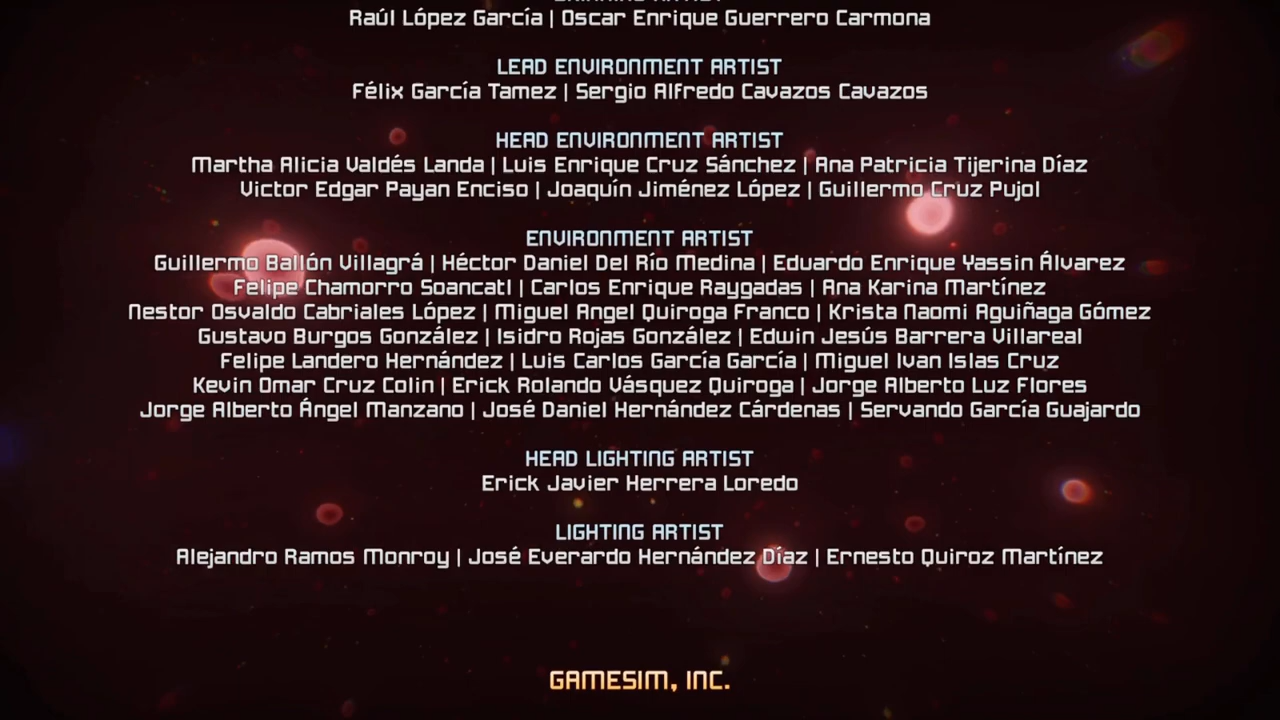 Raúl López García | Oscar Enrique Guerrero Carmona
LEAD ENVIRONMENT ARTIST
Félix García Tamez | Sergio Alfredo Cavazos Cavazos
HEAD ENVIRONMENT ARTIST
Martha Alicia Valdés Landa | Luis Enrique Cruz Sánchez | Ana Patricia Tijerina Díaz
Victor Edgar Payan Enciso | Joaquín Jiménez López | Guillermo Cruz Pujol
ENVIRONMENT ARTIST
Guillermo Ballón Villagrá | Héctor Daniel Del Río Medina | Eduardo Enrique Yassin Álvarez
Felipe Chamorro Soancatl | Carlos Enrique Raygadas | Ana Karina Martínez
Nestor Osvaldo Cabriales López | Miguel Angel Quiroga Franco | Krista Naomi Aguiñaga Gómez
Gustavo Burgos González | Isidro Rojas González | Edwin Jesús Barrera Villareal
Felipe Landero Hernández | Luis Carlos García García | Miguel Ivan Islas Cruz
Kevin Omar Cruz Colin | Erick Rolando Vásquez Quiroga | Jorge Alberto Luz Flores
Jorge Alberto Ángel Manzano | José Daniel Hernández Cárdenas | Servando García Guajardo
HEAD LIGHTING ARTIST
Erick Javier Herrera Loredo
LIGHTING ARTIST
Alejandro Ramos Monroy | José Everardo Hernández Díaz | Ernesto Quiroz Martínez
GAMESIM, INC.